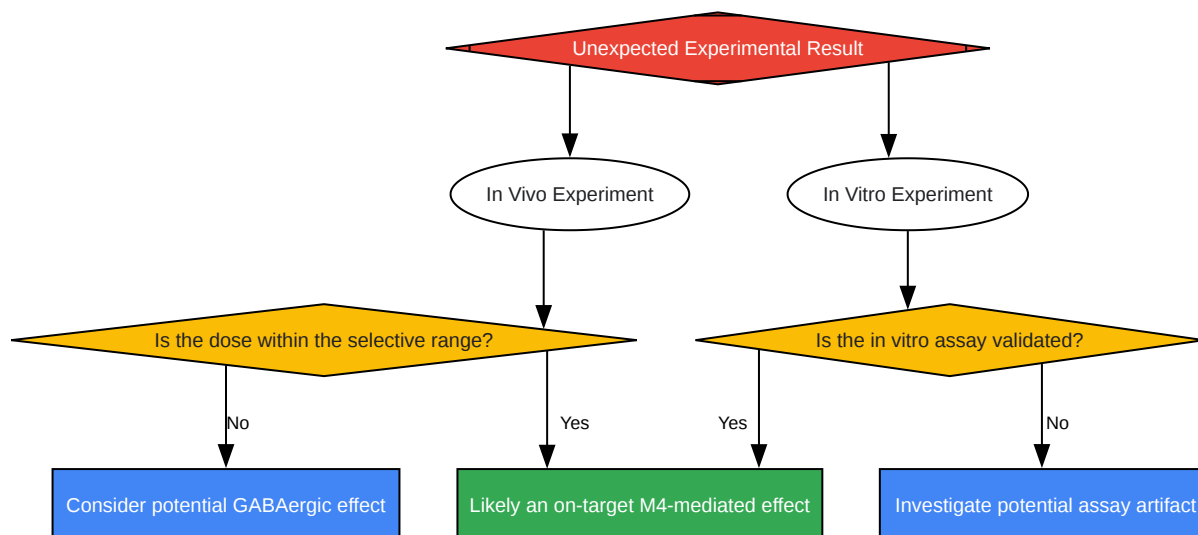 Unexpected Experimental Result
In Vivo Experiment
In Vitro Experiment
Is the dose within the selective range?
Is the in vitro assay validated?
No
Yes
Yes
No
Consider potential GABAergic effect
Likely an on-target M4-mediated effect
Investigate potential assay artifact